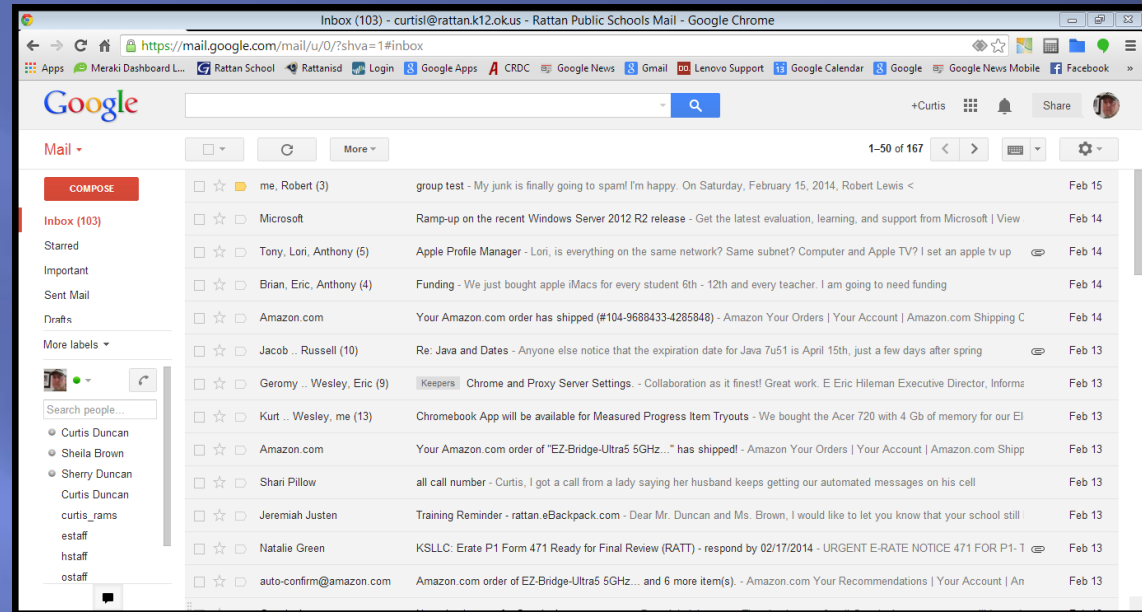 Inbox (103) - curtisl@rattan.k12.ok.us - Rattan Public Schools Mail - Google Chrome
https://mail.google.com/mail/u/0/?shva=1#inbox
Apps Meraki Dashboard L... Rattan School Rattanisd Login Google Apps CRDC Google News Gmail Lenovo Support Google Calendar Google Google News Mobile Facebook »
Google +Curtis Share
Mail More 1–50 of 167
COMPOSE
Inbox (103)
Starred
Important
Sent Mail
Drafts
More labels
Search people...
Curtis Duncan
Sheila Brown
Sherry Duncan
Curtis Duncan
curtis_rams
estaff
hstaff
ostaff
me, Robert (3) group test - My junk is finally going to spam! I'm happy. On Saturday, February 15, 2014, Robert Lewis < Feb 15
Microsoft Ramp-up on the recent Windows Server 2012 R2 release - Get the latest evaluation, learning, and support from Microsoft | View Feb 14
Tony, Lori, Anthony (5) Apple Profile Manager - Lori, is everything on the same network? Same subnet? Computer and Apple TV? I set an apple tv up Feb 14
Brian, Eric, Anthony (4) Funding - We just bought apple iMacs for every student 6th - 12th and every teacher. I am going to need funding Feb 14
Amazon.com Your Amazon.com order has shipped (#104-9688433-4285848) - Amazon Your Orders | Your Account | Amazon.com Shipping C Feb 14
Jacob .. Russell (10) Re: Java and Dates - Anyone else notice that the expiration date for Java 7u51 is April 15th, just a few days after spring Feb 13
Geromy .. Wesley, Eric (9) Keepers Chrome and Proxy Server Settings. - Collaboration as it finest! Great work. E Eric Hileman Executive Director, Informa Feb 13
Kurt .. Wesley, me (13) Chromebook App will be available for Measured Progress Item Tryouts - We bought the Acer 720 with 4 Gb of memory for our El Feb 13
Amazon.com Your Amazon.com order of "EZ-Bridge-Ultra5 5GHz..." has shipped! - Amazon Your Orders | Your Account | Amazon.com Shipp Feb 13
Shari Pillow all call number - Curtis, I got a call from a lady saying her husband keeps getting our automated messages on his cell Feb 13
Jeremiah Justen Training Reminder - rattan.eBackpack.com - Dear Mr. Duncan and Ms. Brown, I would like to let you know that your school still Feb 13
Natalie Green KSLLC: Erate P1 Form 471 Ready for Final Review (RATT) - respond by 02/17/2014 - URGENT E-RATE NOTICE 471 FOR P1- T Feb 13
auto-confirm@amazon.com Amazon.com order of EZ-Bridge-Ultra5 5GHz... and 6 more item(s). - Amazon.com Your Recommendations | Your Account | Am Feb 13